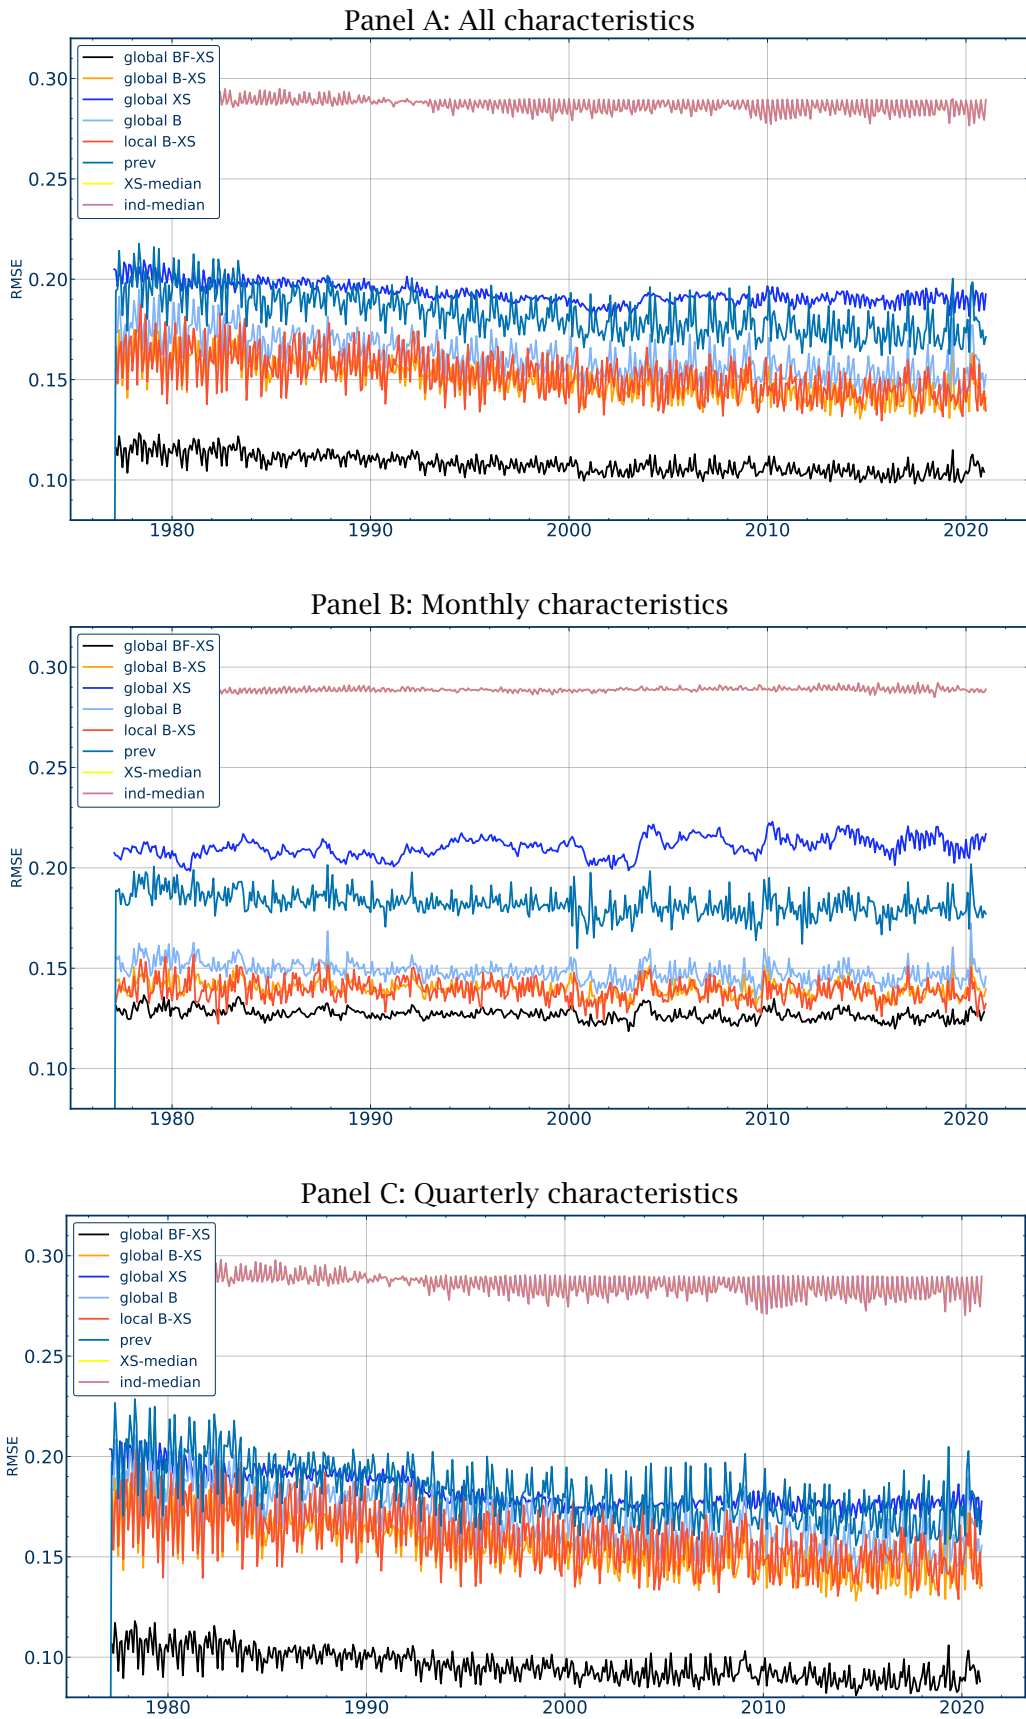 Panel A: All characteristics
global BF-XS
global B-XS
global XS
global B
local B-XS
prev
XS-median
ind-median
0.30
0.25
0.20
0.15
0.10
RMSE
1980 1990 2000 2010 2020
Panel B: Monthly characteristics
global BF-XS
global B-XS
global XS
global B
local B-XS
prev
XS-median
ind-median
0.30
0.25
0.20
0.15
0.10
RMSE
1980 1990 2000 2010 2020
Panel C: Quarterly characteristics
global BF-XS
global B-XS
global XS
global B
local B-XS
prev
XS-median
ind-median
0.30
0.25
0.20
0.15
0.10
RMSE
1980 1990 2000 2010 2020